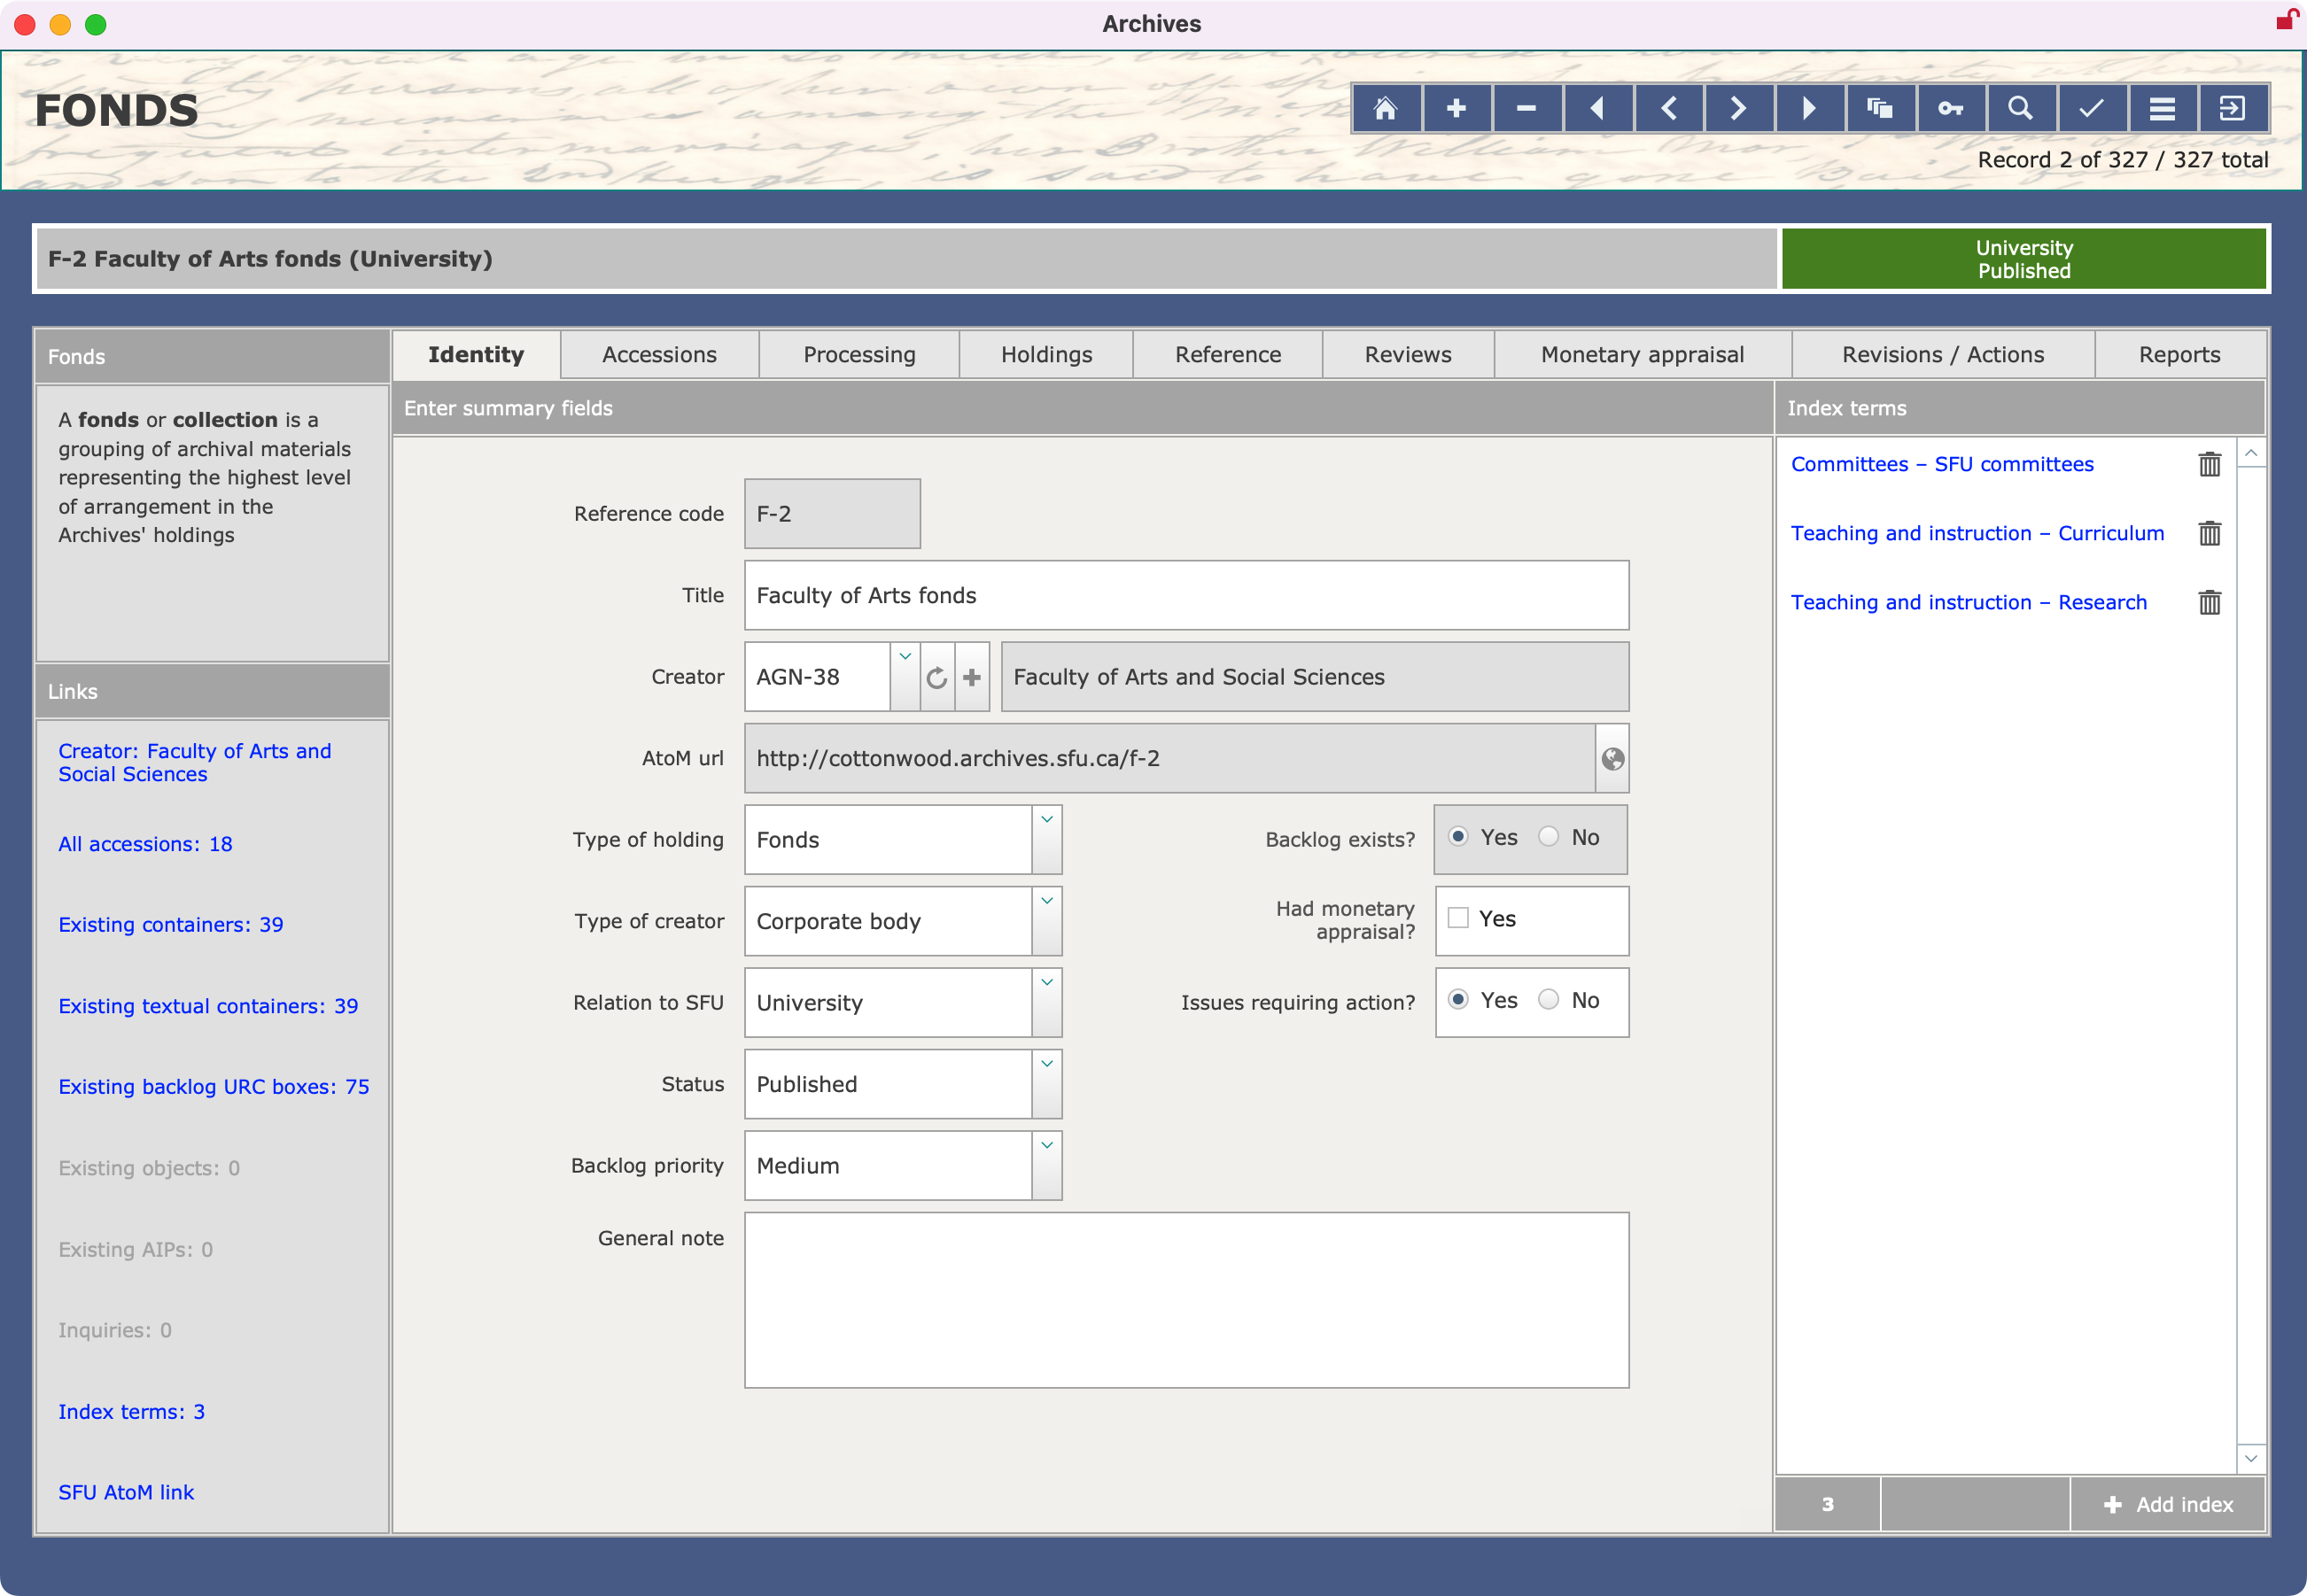 Archives
FONDS
Record 2 of 327 / 327 total
F-2 Faculty of Arts fonds (University)
University
Published
Fonds
A fonds or collection is a
grouping of archival materials
representing the highest level
of arrangement in the
Archives' holdings
Links
Creator: Faculty of Arts and
Social Sciences
All accessions: 18
Existing containers: 39
Existing textual containers: 39
Existing backlog URC boxes: 75
Existing objects: 0
Existing AIPs: 0
Inquiries: 0
Index terms: 3
SFU AtoM link
Identity
Accessions
Processing
Holdings
Reference
Reviews
Monetary appraisal
Revisions / Actions
Reports
Enter summary fields
Reference code
F-2
Title
Faculty of Arts fonds
Creator
AGN-38
Faculty of Arts and Social Sciences
AtoM url
http://cottonwood.archives.sfu.ca/f-2
Type of holding
Fonds
Backlog exists?
Yes
No
Type of creator
Corporate body
Had monetary
appraisal?
Yes
Relation to SFU
University
Issues requiring action?
Yes
No
Status
Published
Backlog priority
Medium
General note
Index terms
Committees – SFU committees
Teaching and instruction – Curriculum
Teaching and instruction – Research
3
Add index